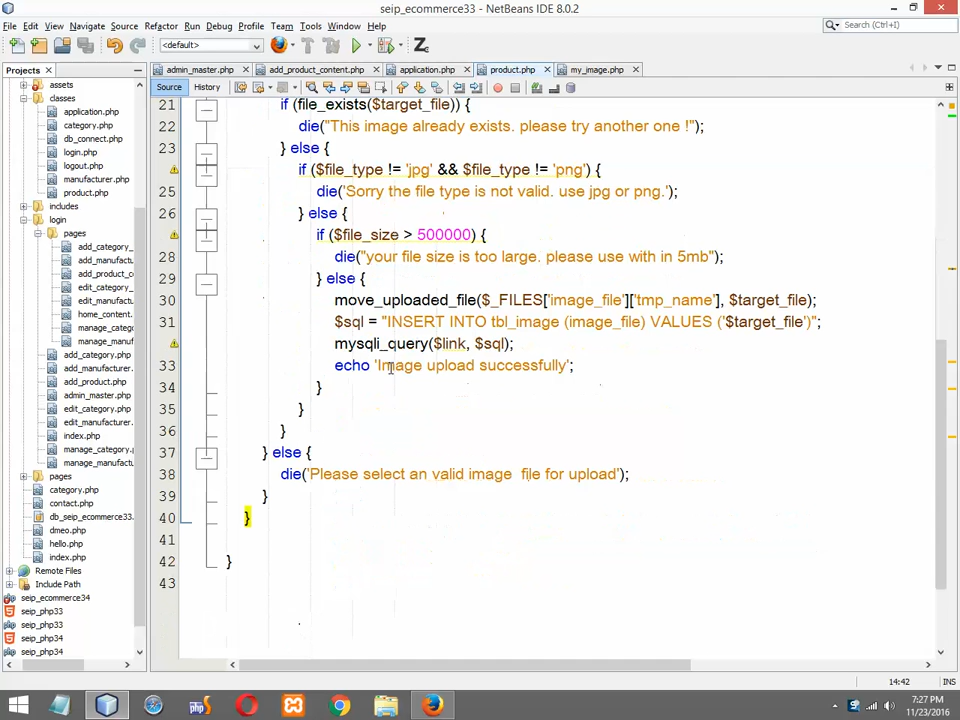 seip_ecommerce33 - NetBeans IDE 8.0.2
File Edit View Navigate Source Refactor Run Debug Profile Team Tools Window Help
Search (Ctrl+I)
<default>
Projects
admin_master.php add_product_content.php application.php product.php my_image.php
Source History
assets
classes
application.php
category.php
db_connect.php
login.php
logout.php
manufacturer.php
product.php
includes
login
pages
add_category_
add_manufact
add_product_c
edit_category_
edit_manufact
home_content.
manage_categ
manage_manuf
add_category.php
add_manufacturer.
add_product.php
admin_master.php
edit_category.php
edit_manufacturer.
index.php
manage_category.p
manage_manufactu
pages
category.php
contact.php
db_seip_ecommerce33.
dmeo.php
hello.php
index.php
Remote Files
Include Path
seip_ecommerce34
seip_php33
seip_php33
seip_php34
seip_php34
21 if (file_exists($target_file)) {
22 die("This image already exists. please try another one !");
23 } else {
if ($file_type != 'jpg' && $file_type != 'png') {
25 die('Sorry the file type is not valid. use jpg or png.');
26 } else {
if ($file_size > 500000) {
28 die("your file size is too large. please use with in 5mb");
29 } else {
30 move_uploaded_file($_FILES['image_file']['tmp_name'], $target_file);
31 $sql = "INSERT INTO tbl_image (image_file) VALUES ('$target_file')";
mysqli_query($link, $sql);
33 echo 'Image upload successfully';
34 }
35 }
36 }
37 } else {
38 die('Please select an valid image file for upload');
39 }
40 }
41
42 }
43
14:42 INS
7:27 PM
11/23/2016